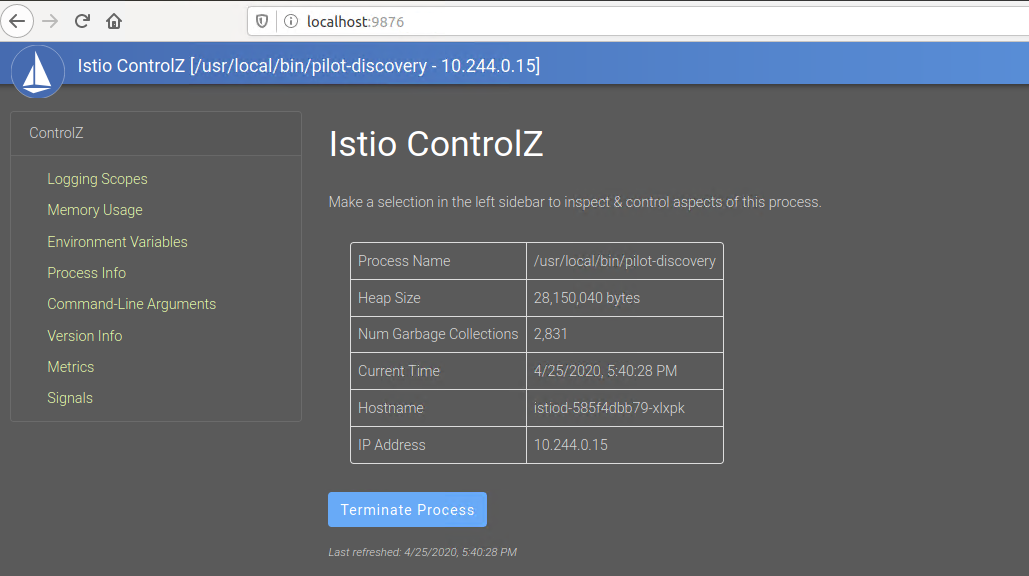 localhost:9876
Istio ControlZ [/usr/local/bin/pilot-discovery - 10.244.0.15]
ControlZ
Logging Scopes
Memory Usage
Environment Variables
Process Info
Command-Line Arguments
Version Info
Metrics
Signals
Istio ControlZ
Make a selection in the left sidebar to inspect & control aspects of this process.
Process Name /usr/local/bin/pilot-discovery
Heap Size 28,150,040 bytes
Num Garbage Collections 2,831
Current Time 4/25/2020, 5:40:28 PM
Hostname istiod-585f4dbb79-xlxpk
IP Address 10.244.0.15
Terminate Process
Last refreshed: 4/25/2020, 5:40:28 PM